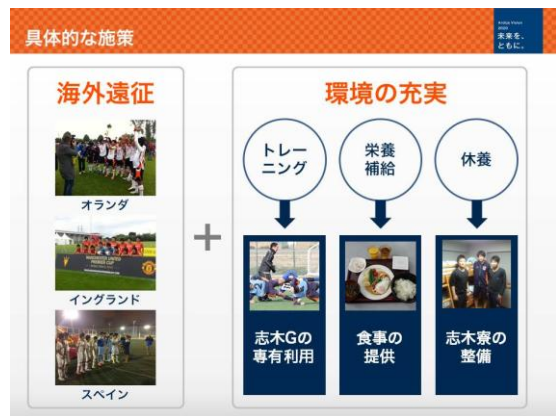 具体的な施策
2020
未来を、
ともに。
海外遠征
オランダ
イングランド
スペイン
+
環境の充実
トレー
ニング
栄養
補給
休養
志木Gの
専有利用
食事の
提供
志木寮の
整備